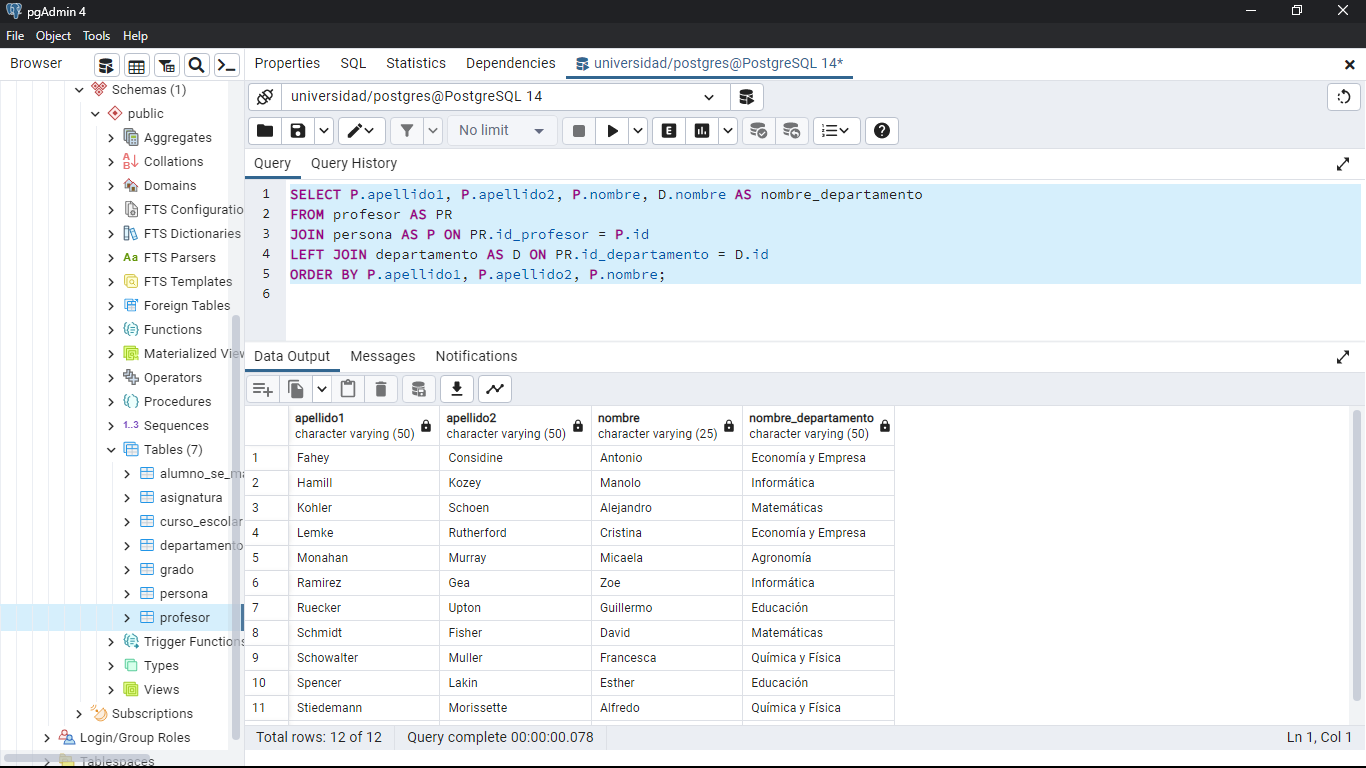 pgAdmin 4
File Object Tools Help
Browser
Properties SQL Statistics Dependencies universidad/postgres@PostgreSQL 14*
Schemas (1)
public
Aggregates
Collations
Domains
FTS Configuratio
FTS Dictionaries
FTS Parsers
FTS Templates
Foreign Tables
Functions
Materialized View
Operators
Procedures
1..3 Sequences
Tables (7)
alumno_se_ma
asignatura
curso_escolar
departamento
grado
persona
profesor
Trigger Functions
Types
Views
Subscriptions
Login/Group Roles
Tablespaces
universidad/postgres@PostgreSQL 14
No limit
E
Query Query History
1 SELECT P.apellido1, P.apellido2, P.nombre, D.nombre AS nombre_departamento
2 FROM profesor AS PR
3 JOIN persona AS P ON PR.id_profesor = P.id
4 LEFT JOIN departamento AS D ON PR.id_departamento = D.id
5 ORDER BY P.apellido1, P.apellido2, P.nombre;
6
Data Output Messages Notifications
apellido1 apellido2 nombre nombre_departamento
character varying (50) character varying (50) character varying (25) character varying (50)
1 Fahey Considine Antonio Economía y Empresa
2 Hamill Kozey Manolo Informática
3 Kohler Schoen Alejandro Matemáticas
4 Lemke Rutherford Cristina Economía y Empresa
5 Monahan Murray Micaela Agronomía
6 Ramirez Gea Zoe Informática
7 Ruecker Upton Guillermo Educación
8 Schmidt Fisher David Matemáticas
9 Schowalter Muller Francesca Química y Física
10 Spencer Lakin Esther Educación
11 Stiedemann Morissette Alfredo Química y Física
Total rows: 12 of 12 Query complete 00:00:00.078 Ln 1, Col 1